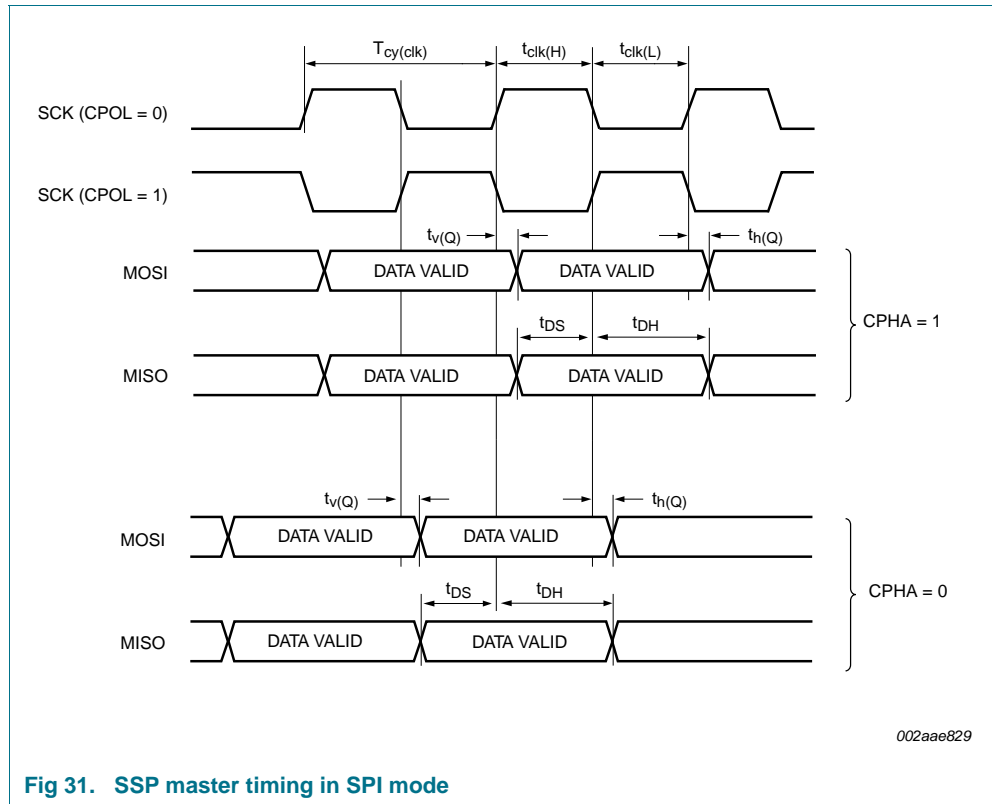 Tcy(clk) tclk(H) tclk(L)
SCK (CPOL = 0)
SCK (CPOL = 1)
tv(Q) th(Q)
MOSI DATA VALID DATA VALID
CPHA = 1
tDS tDH
MISO DATA VALID DATA VALID
tv(Q) th(Q)
MOSI DATA VALID DATA VALID
tDS tDH
CPHA = 0
MISO DATA VALID DATA VALID
002aae829
Fig 31. SSP master timing in SPI mode